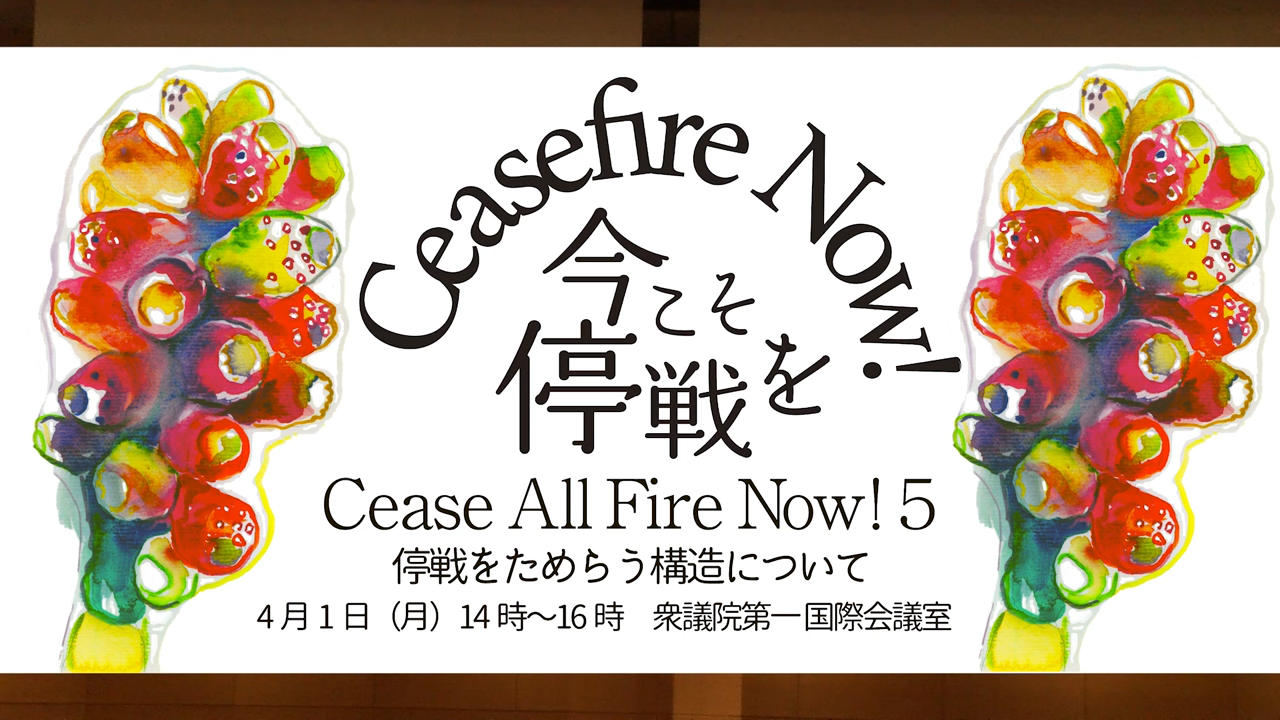 Ceasefire Now!
今こそ
停戦を
Cease All Fire Now! 5
停戦をためらう構造について
4月1日（月）14時〜16時　衆議院第一国際会議室